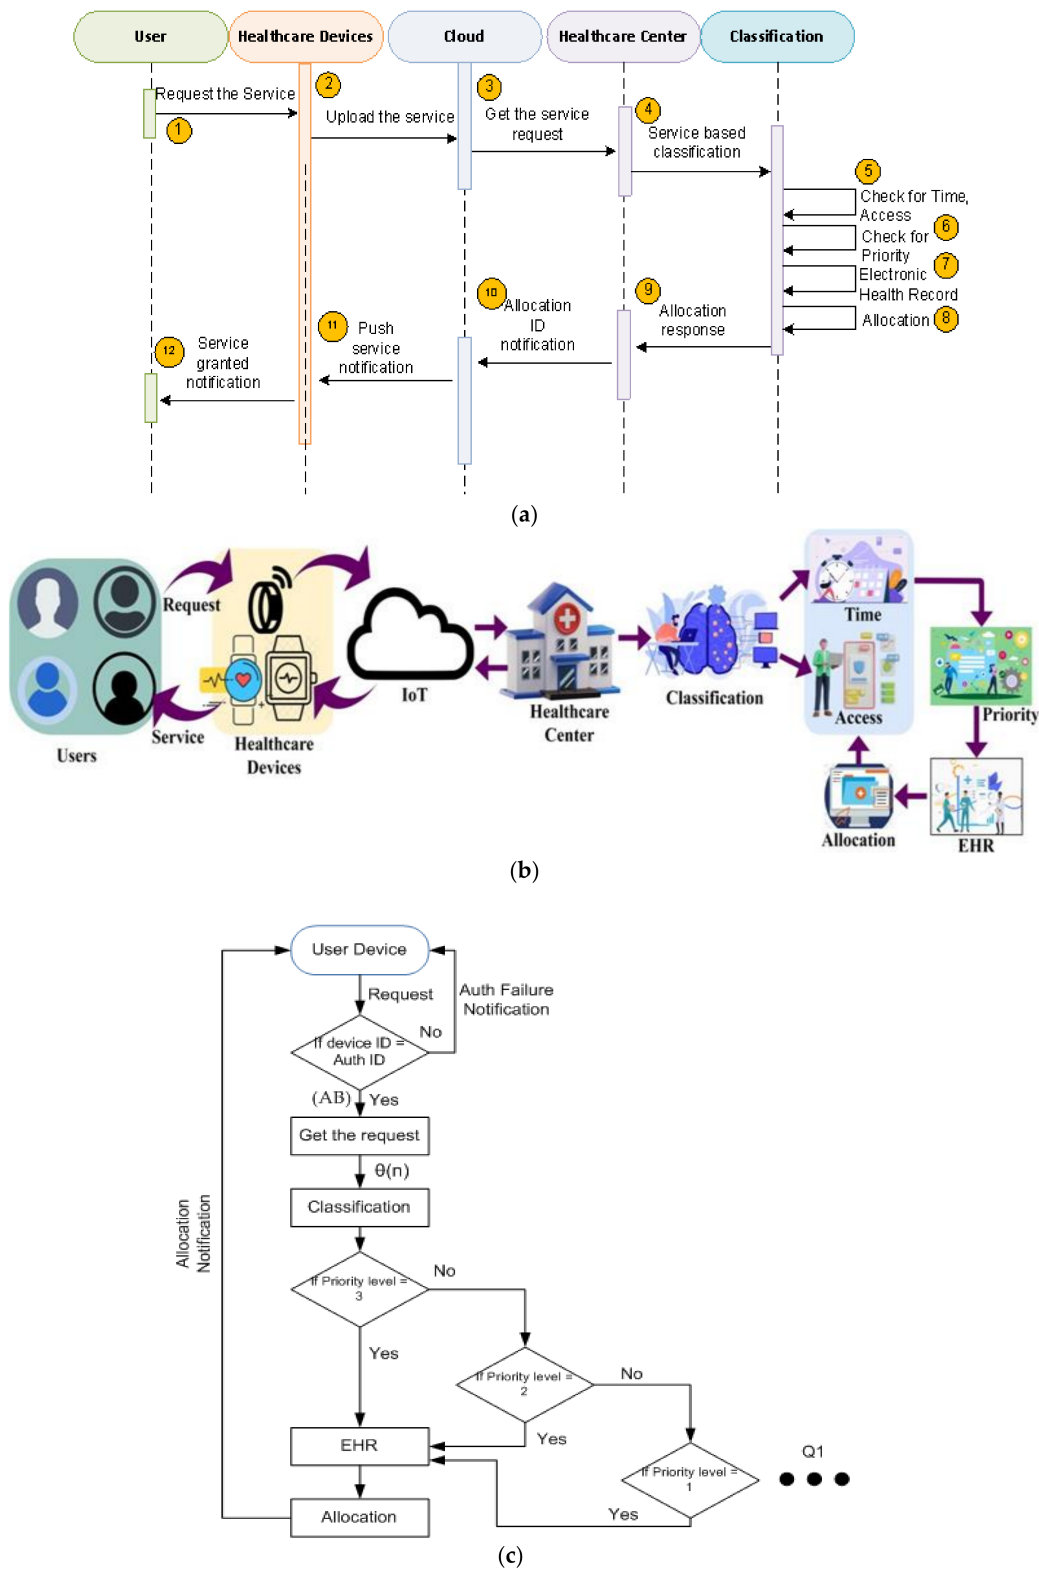 User
Healthcare Devices
Cloud
Healthcare Center
Classification
Request the Service
1
2
Upload the service
3
Get the service
request
4
Service based
classification
5
Check for Time,
Access
6
Check for
Priority
7
Electronic
Health Record
Allocation
8
9
Allocation
response
10
Allocation
ID
notification
11
Push
service
notification
12
Service
granted
notification
(a)
Request
Service
Users
Healthcare
Devices
IoT
Healthcare
Center
Classification
Time
Access
Priority
Allocation
EHR
(b)
User Device
Request
Auth Failure
Notification
No
If device ID =
Auth ID
(AB)
Yes
Get the request
θ(n)
Classification
Allocation
Notification
If Priority level =
3
No
Yes
If Priority level =
2
No
Yes
EHR
If Priority level =
1
Q1
Yes
Allocation
(c)